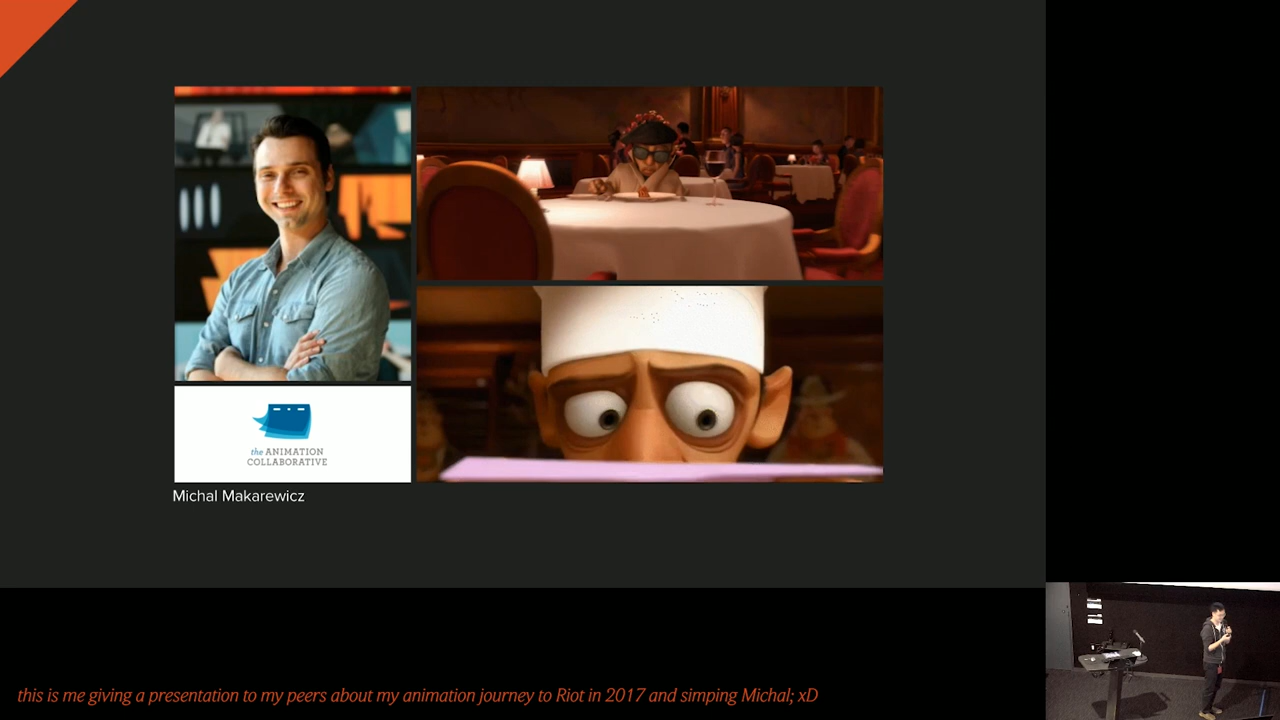 the ANIMATION
COLLABORATIVE
Michal Makarewicz
this is me giving a presentation to my peers about my animation journey to Riot in 2017 and simping Michal; xD